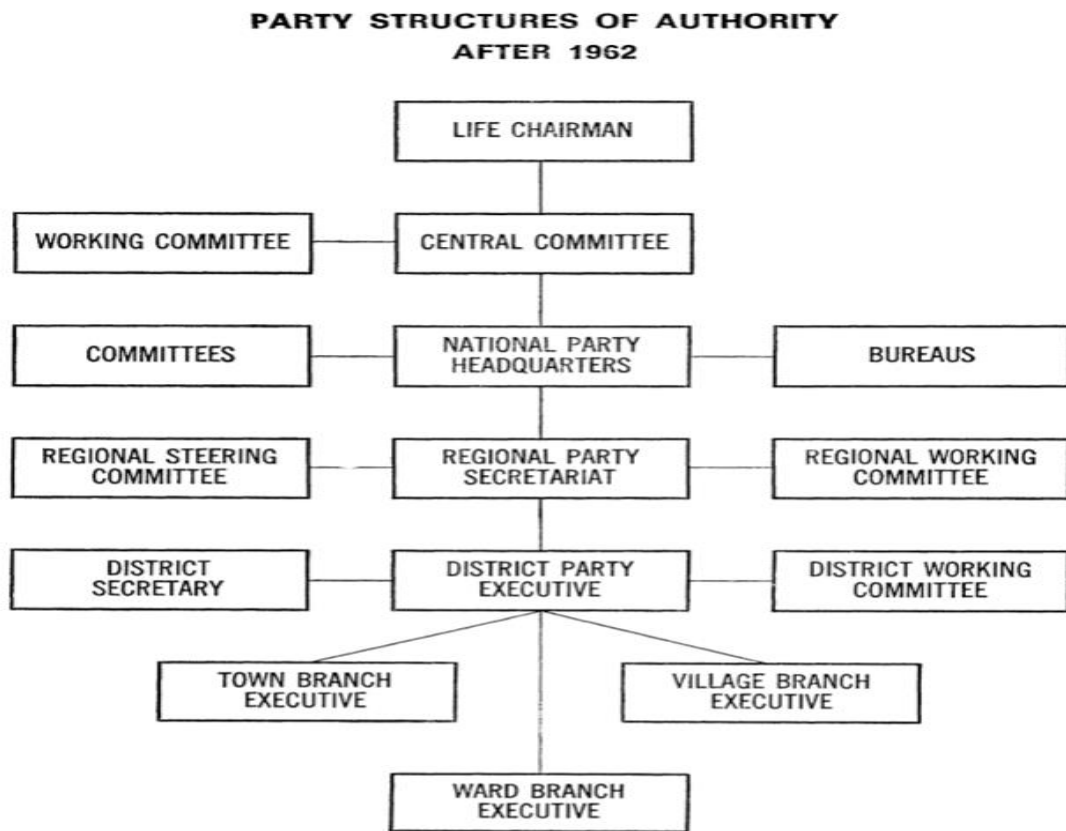 PARTY STRUCTURES OF AUTHORITY
AFTER 1962
LIFE CHAIRMAN
WORKING COMMITTEE
CENTRAL COMMITTEE
COMMITTEES
NATIONAL PARTY
HEADQUARTERS
BUREAUS
REGIONAL STEERING
COMMITTEE
REGIONAL PARTY
SECRETARIAT
REGIONAL WORKING
COMMITTEE
DISTRICT
SECRETARY
DISTRICT PARTY
EXECUTIVE
DISTRICT WORKING
COMMITTEE
TOWN BRANCH
EXECUTIVE
VILLAGE BRANCH
EXECUTIVE
WARD BRANCH
EXECUTIVE